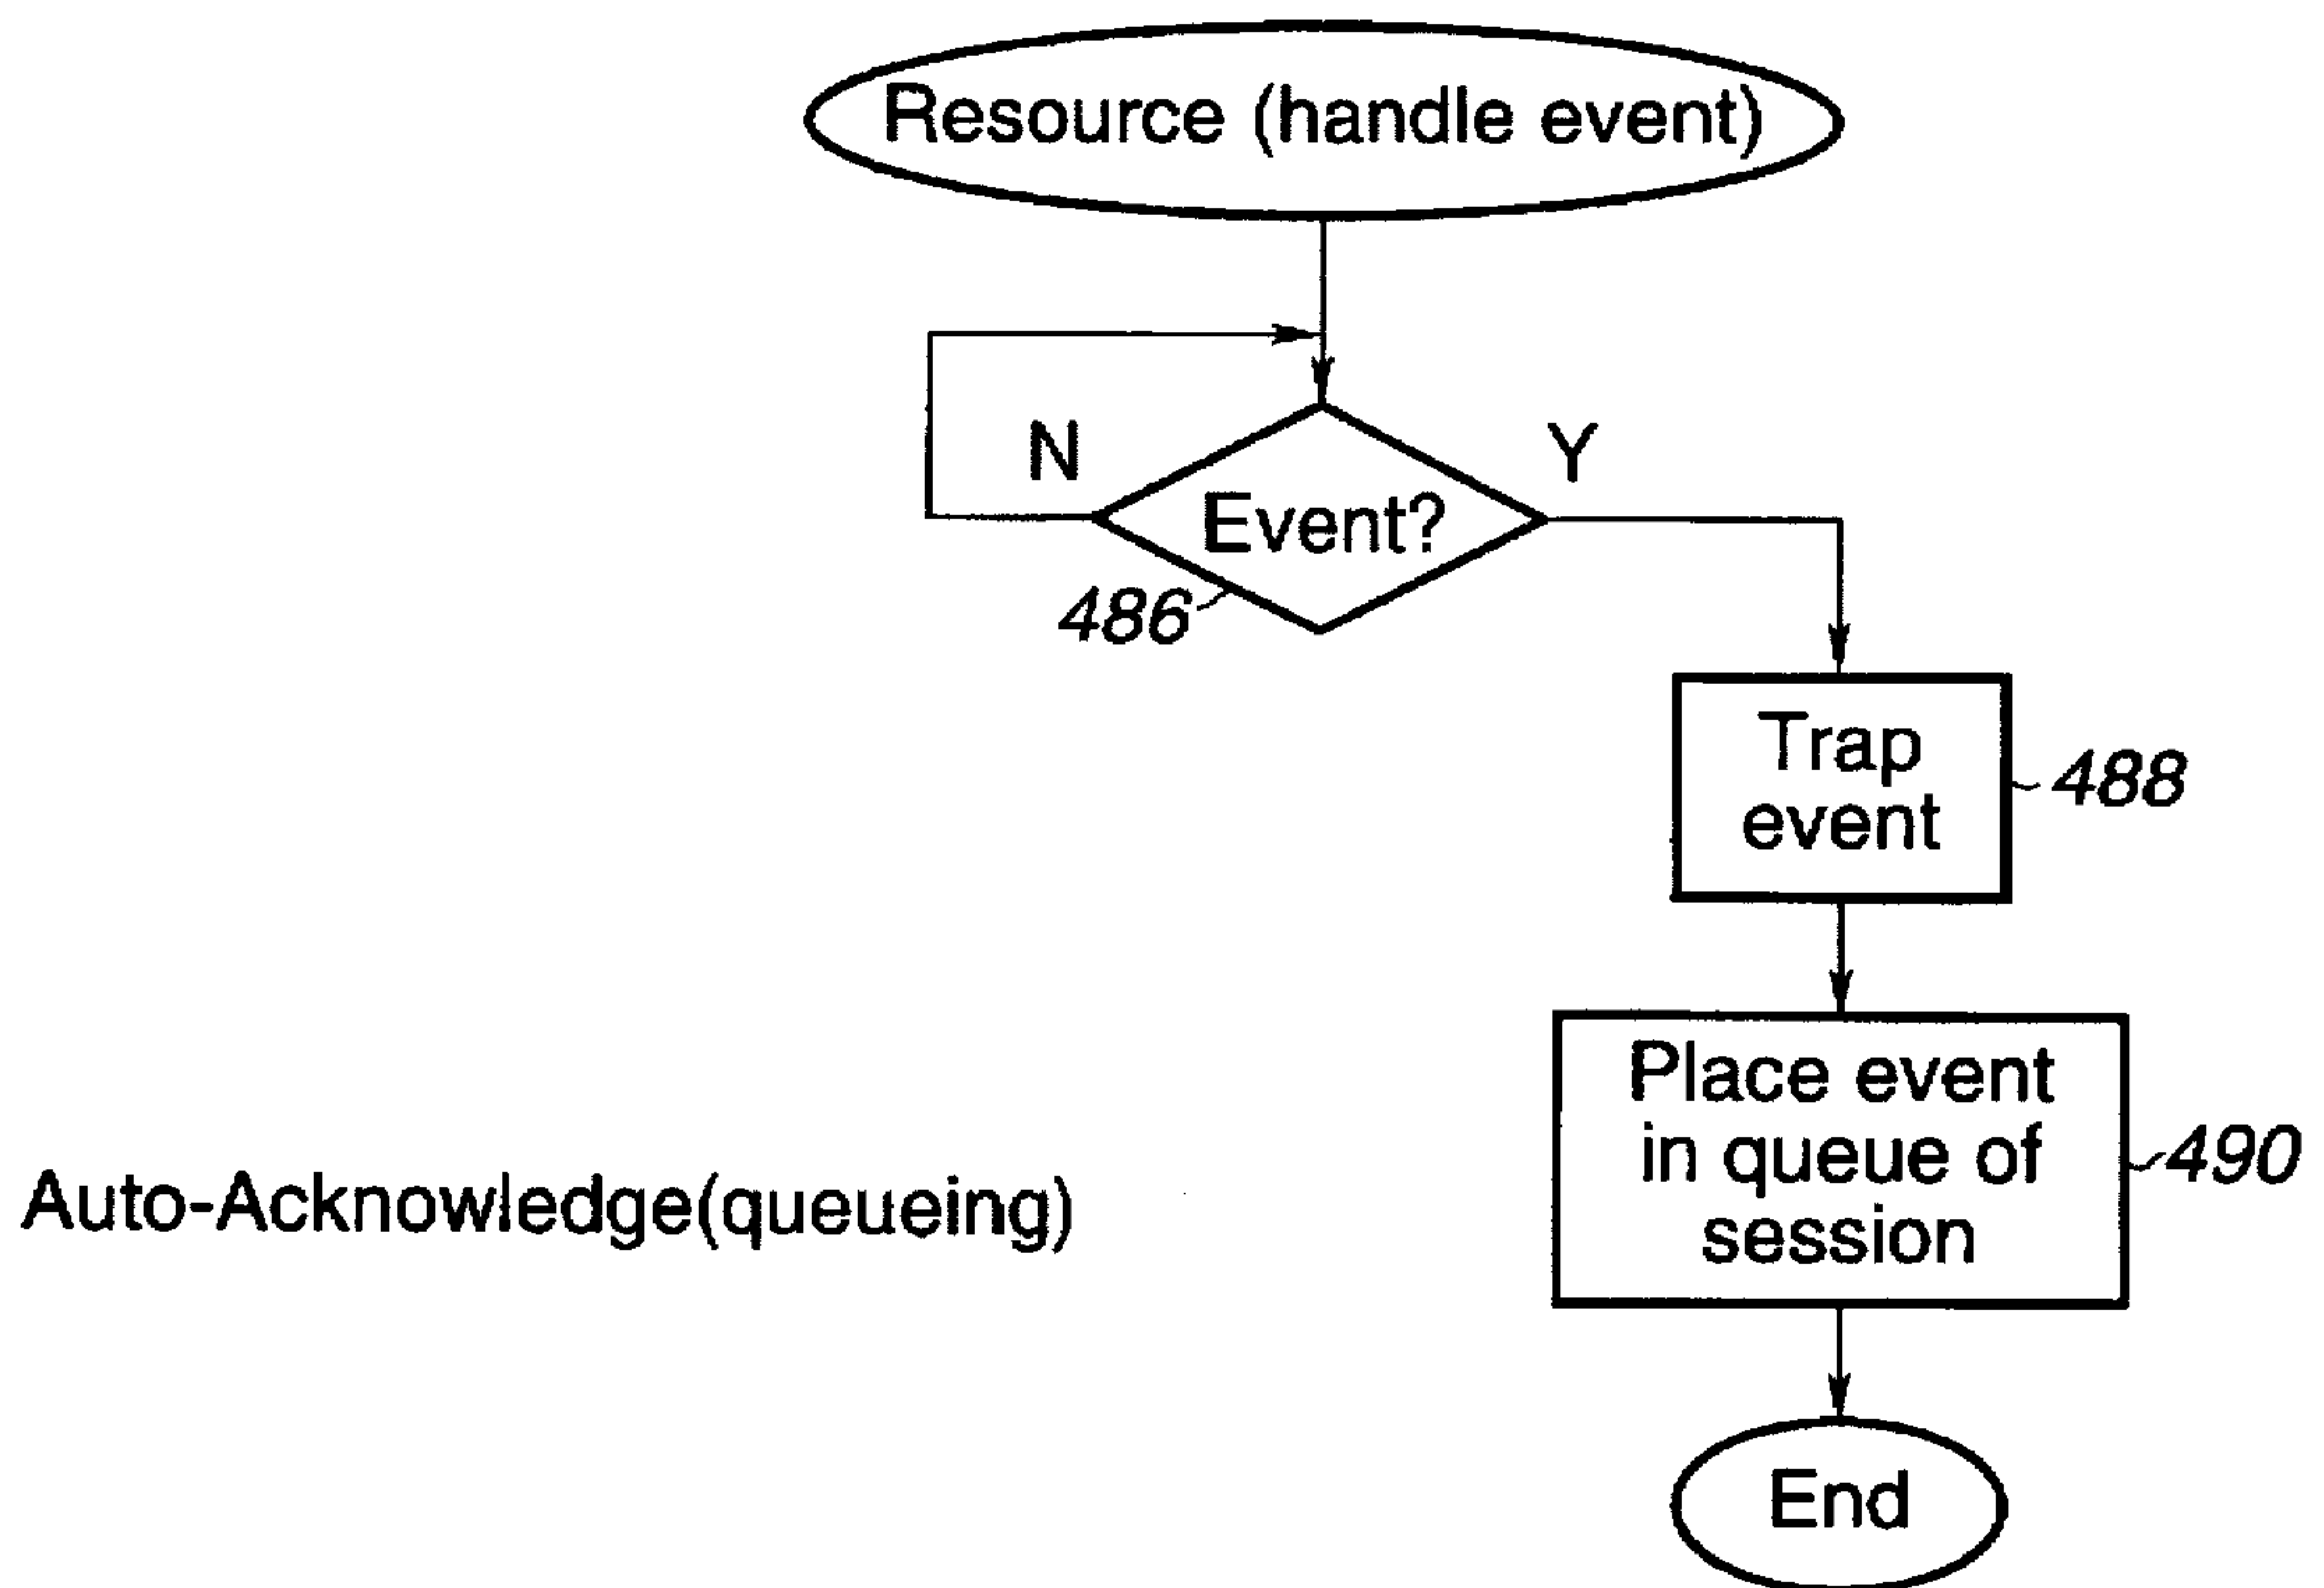 Resource (handle event)
N
Y
Event?
486
Trap
event
488
Place event
in queue of
session
490
Auto-Acknowledge(queueing)
End